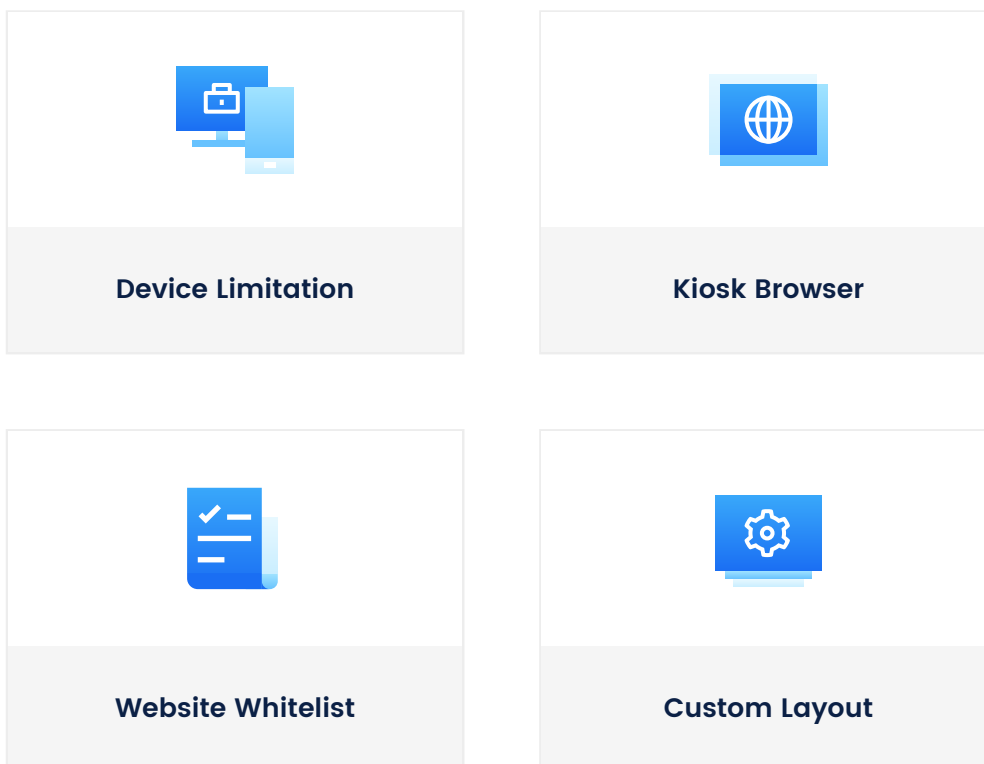 Device Limitation
Kiosk Browser
Website Whitelist
Custom Layout